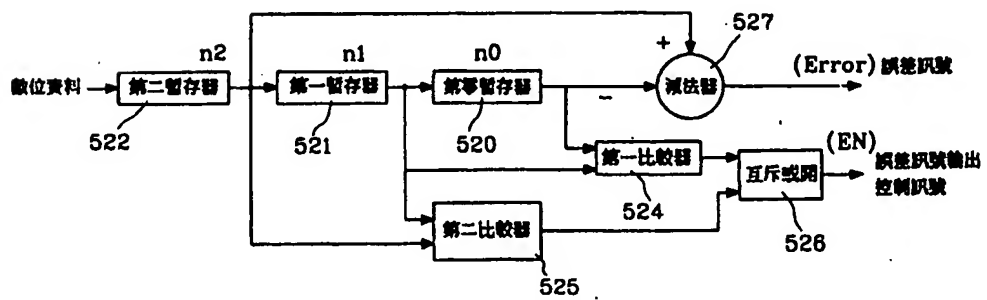 527
n2
n1
n0
+
(Error) 誤差訊號
數位資料
第二暫存器
第一暫存器
第零暫存器
−
減法器
522
521
520
第一比較器
(EN)
誤差訊號輸出
控制訊號
互斥或閘
524
第二比較器
526
525